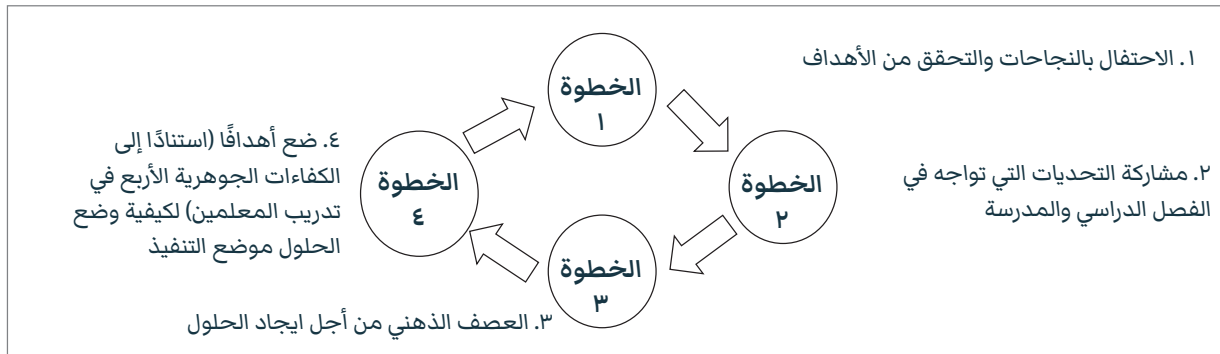 الخطوة
١
١. الاحتفال بالنجاحات والتحقق من الأهداف
الخطوة
٢
٢. مشاركة التحديات التي تواجه في
الفصل الدراسي والمدرسة
الخطوة
٣
٣. العصف الذهني من أجل ايجاد الحلول
الخطوة
٤
٤. ضع أهدافًا (استنادًا إلى
الكفاءات الجوهرية الأربع في
تدريب المعلمين) لكيفية وضع
الحلول موضع التنفيذ